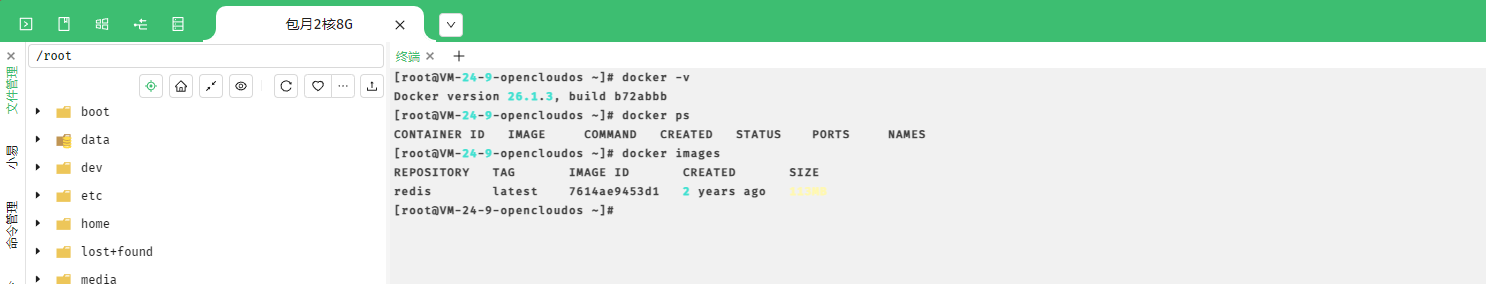 包月2核8G
/root
终端
文件管理
小易
命令管理
boot
data
dev
etc
home
lost+found
media
[root@VM-24-9-opencloudos ~]# docker -v
Docker version 26.1.3, build b72abbb
[root@VM-24-9-opencloudos ~]# docker ps
CONTAINER ID   IMAGE     COMMAND   CREATED   STATUS    PORTS     NAMES
[root@VM-24-9-opencloudos ~]# docker images
REPOSITORY   TAG       IMAGE ID       CREATED       SIZE
redis        latest    7614ae9453d1   2 years ago
[root@VM-24-9-opencloudos ~]#